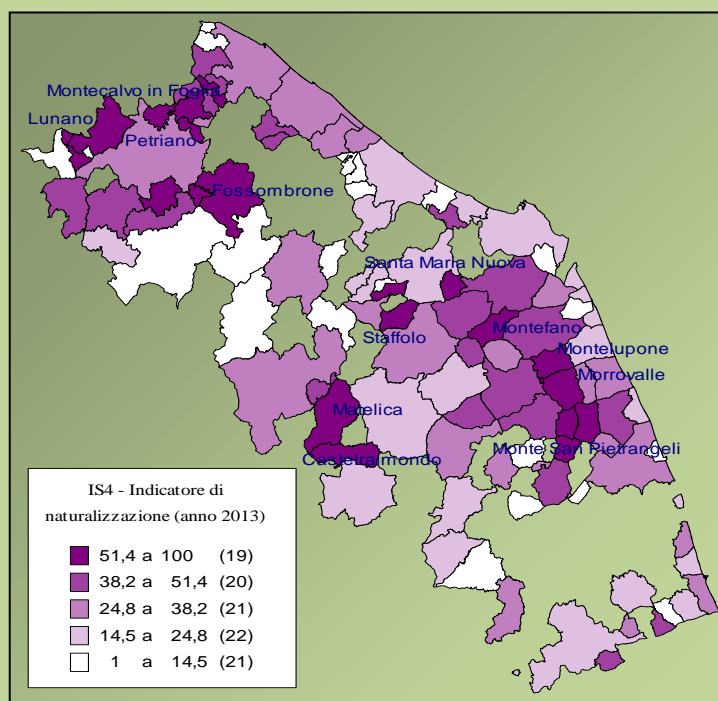 Montecalvo in Foglia
Lunano
Petriano
Fossombrone
Santa Maria Nuova
Staffolo
Montefano
Montelupone
Morrovalle
Matelica
Monte San Pietrangeli
Castelraimondo
IS4 - Indicatore di
naturalizzazione (anno 2013)
51,4 a 100 (19)
38,2 a 51,4 (20)
24,8 a 38,2 (21)
14,5 a 24,8 (22)
1 a 14,5 (21)